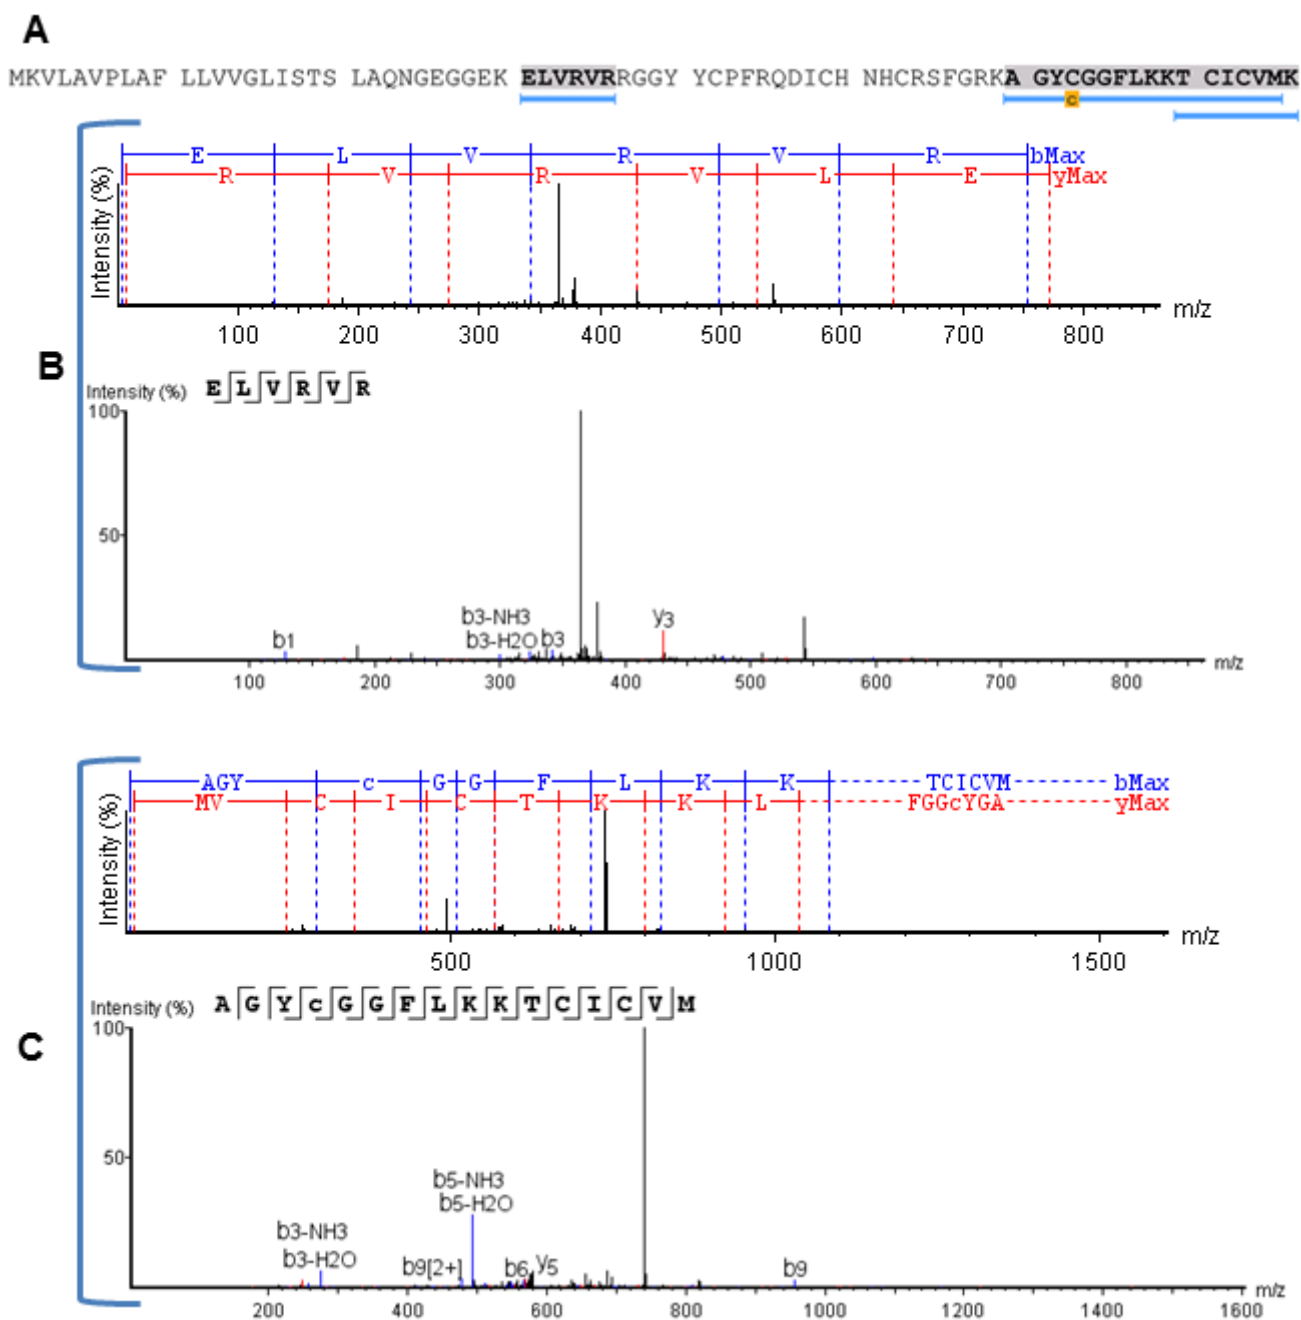 A
MKVLAVPLAF LLVVGLISTS LAQNGEGGEK ELVRVRRGGY YCPFRQDICH NHCRSFGRKA GYCGGFLKKT CICVMK
c
E L V R V R bMax
R V R V L E yMax
Intensity (%)
100 200 300 400 500 600 700 800 m/z
B
Intensity (%) E L V R V R
100
50
b1 b3-NH3 b3-H2O b3 y3
100 200 300 400 500 600 700 800 m/z
AGY c G G F L K K TCICVM bMax
MV C I C T K K L FGGcYGA yMax
Intensity (%)
500 1000 1500 m/z
Intensity (%) A G Y c G G F L K K T C I C V M
100
C
50
b5-NH3
b5-H2O
b3-NH3
b3-H2O b9[2+] b6 y5 b9
200 400 600 800 1000 1200 1400 1600 m/z